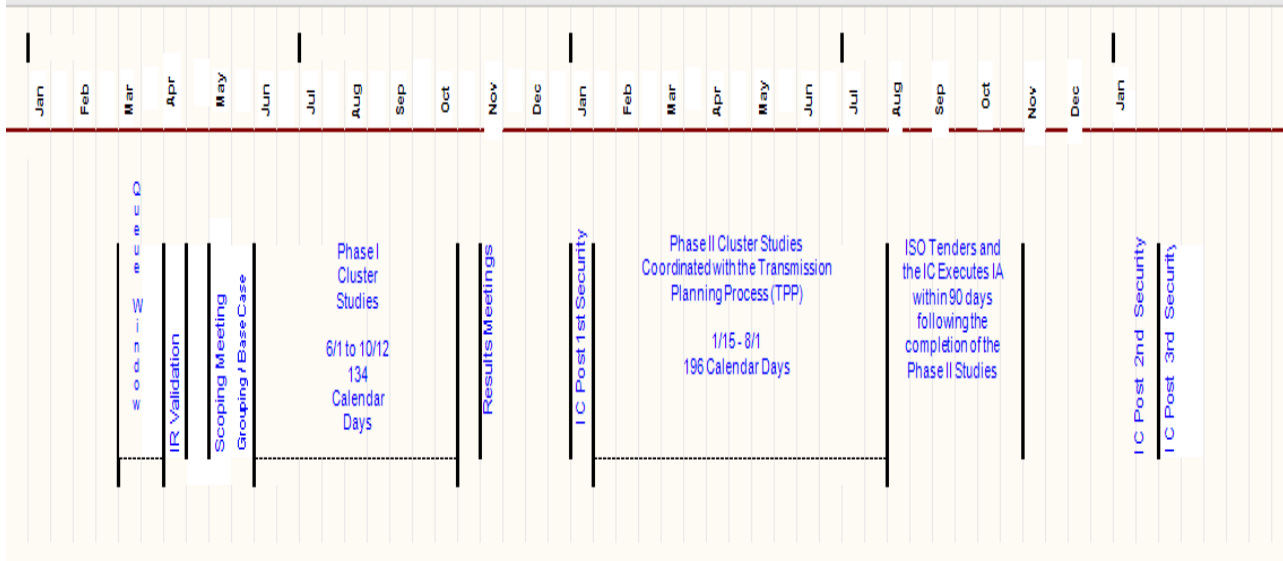 Jan
Feb
Mar
Apr
May
Jun
Jul
Aug
Sep
Oct
Nov
Dec
Jan
Feb
Mar
Apr
May
Jun
Jul
Aug
Sep
Oct
Nov
Dec
Jan
Queue Window
IR Validation
Scoping Meeting
Grouping / Base Case
Phase I
Cluster
Studies
6/1 to 10/12
134
Calendar
Days
Results Meetings
IC Post 1st Security
Phase II Cluster Studies
Coordinated with the Transmission
Planning Process (TPP)
1/15 - 8/1
196 Calendar Days
ISO Tenders and
the IC Executes IA
within 90 days
following the
completion of the
Phase II Studies
IC Post 2nd Security
IC Post 3rd Security